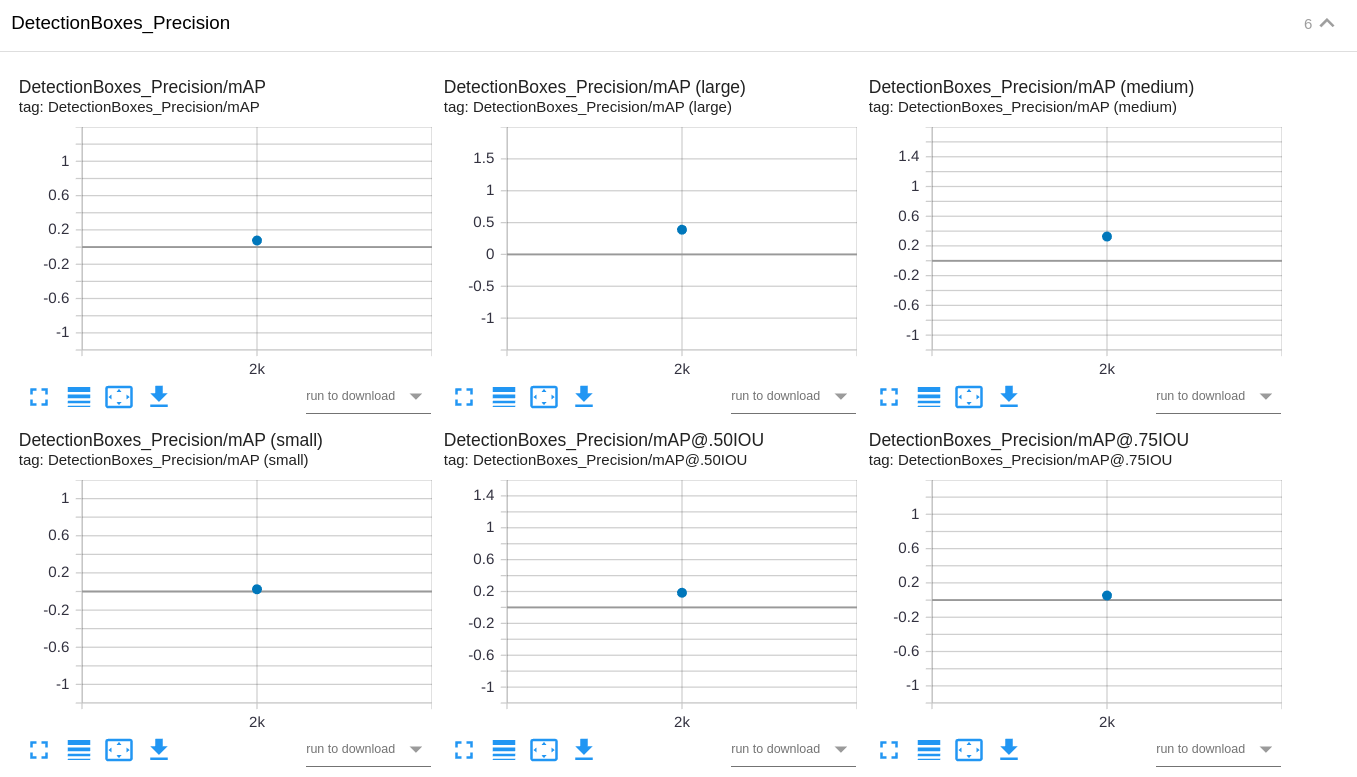 DetectionBoxes_Precision
6
DetectionBoxes_Precision/mAP
tag: DetectionBoxes_Precision/mAP
1
0.6
0.2
-0.2
-0.6
-1
2k
run to download
DetectionBoxes_Precision/mAP (large)
tag: DetectionBoxes_Precision/mAP (large)
1.5
1
0.5
0
-0.5
-1
2k
run to download
DetectionBoxes_Precision/mAP (medium)
tag: DetectionBoxes_Precision/mAP (medium)
1.4
1
0.6
0.2
-0.2
-0.6
-1
2k
run to download
DetectionBoxes_Precision/mAP (small)
tag: DetectionBoxes_Precision/mAP (small)
1
0.6
0.2
-0.2
-0.6
-1
2k
run to download
DetectionBoxes_Precision/mAP@.50IOU
tag: DetectionBoxes_Precision/mAP@.50IOU
1.4
1
0.6
0.2
-0.2
-0.6
-1
2k
run to download
DetectionBoxes_Precision/mAP@.75IOU
tag: DetectionBoxes_Precision/mAP@.75IOU
1
0.6
0.2
-0.2
-0.6
-1
2k
run to download